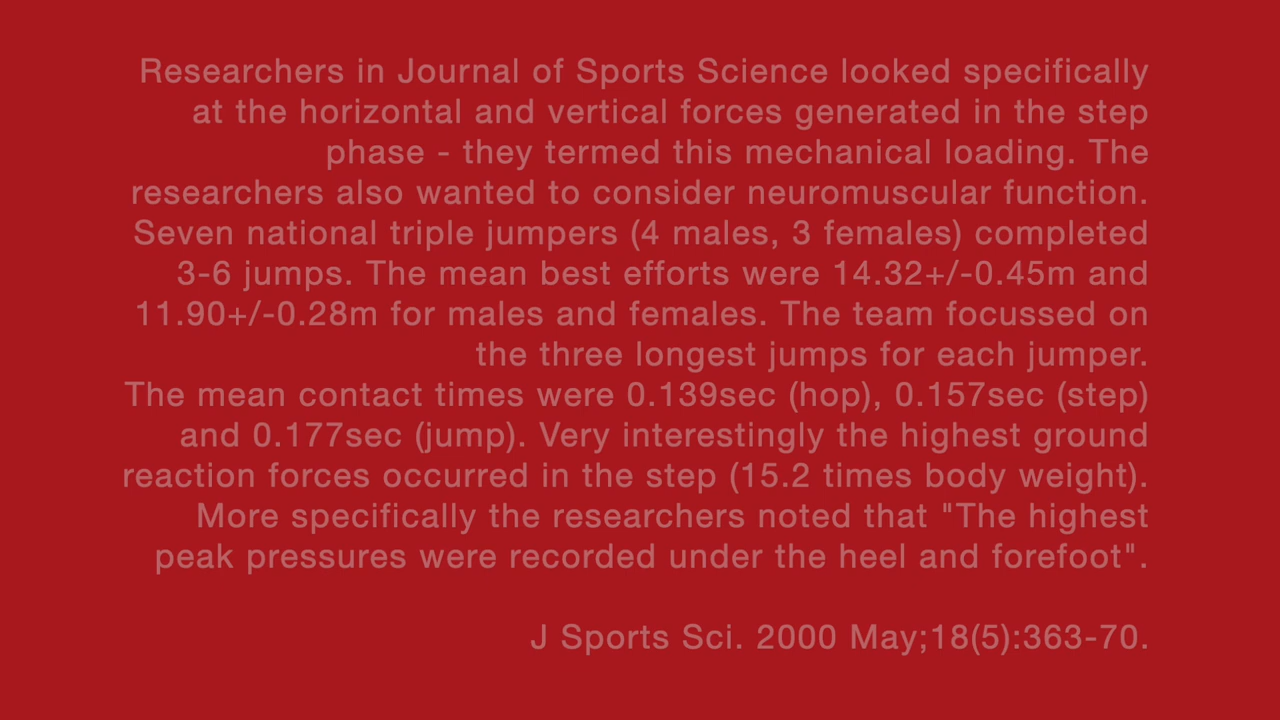 Researchers in Journal of Sports Science looked specifically
at the horizontal and vertical forces generated in the step
phase - they termed this mechanical loading. The
researchers also wanted to consider neuromuscular function.
Seven national triple jumpers (4 males, 3 females) completed
3-6 jumps. The mean best efforts were 14.32+/-0.45m and
11.90+/-0.28m for males and females. The team focussed on
the three longest jumps for each jumper.
The mean contact times were 0.139sec (hop), 0.157sec (step)
and 0.177sec (jump). Very interestingly the highest ground
reaction forces occurred in the step (15.2 times body weight).
More specifically the researchers noted that "The highest
peak pressures were recorded under the heel and forefoot".
J Sports Sci. 2000 May;18(5):363-70.